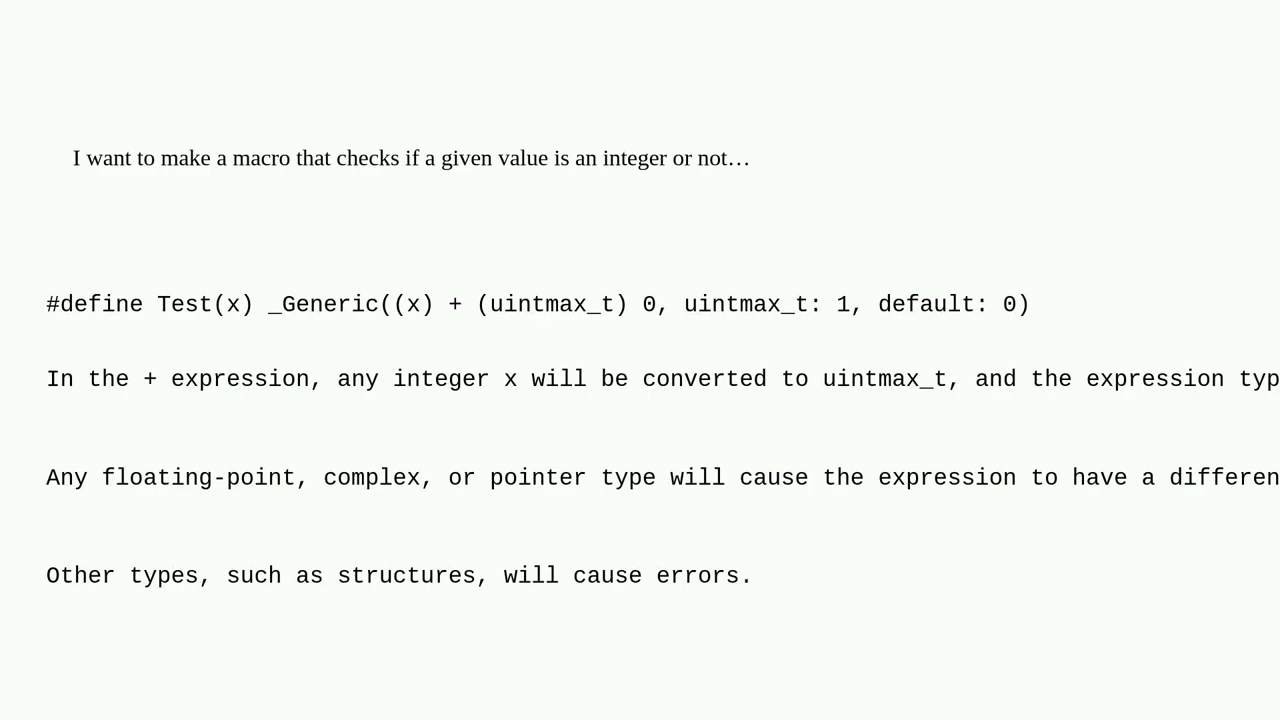 I want to make a macro that checks if a given value is an integer or not…
#define Test(x) _Generic((x) + (uintmax_t) 0, uintmax_t: 1, default: 0)
In the + expression, any integer x will be converted to uintmax_t, and the expression typ
Any floating-point, complex, or pointer type will cause the expression to have a differen
Other types, such as structures, will cause errors.